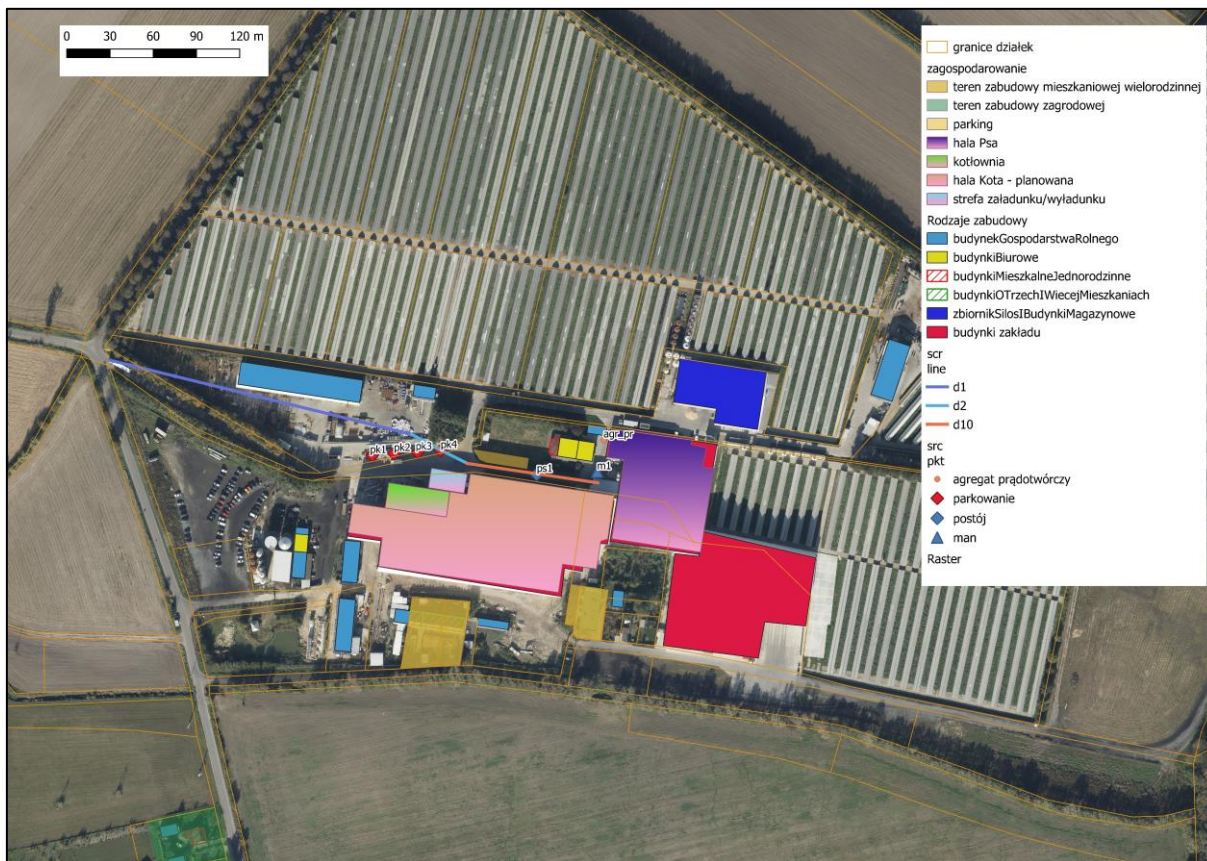 0 30 60 90 120 m
granice działek
zagospodarowanie
teren zabudowy mieszkaniowej wielorodzinnej
teren zabudowy zagrodowej
parking
hala Psa
kotłownia
hala Kota - planowana
strefa załadunku/wyładunku
Rodzaje zabudowy
budynekGospodarstwaRolnego
budynkiBiurowe
budynkiMieszkalneJednorodzinne
budynkiOTrzechIWiecejMieszkaniach
zbiornikSilosIBudynkiMagazynowe
budynki zakładu
scr
line
d1
d2
d10
src
pkt
agregat prądotwórczy
parkowanie
postój
man
Raster
agr_pr
pk1 pk2 pk3 pk4
ps1
m1